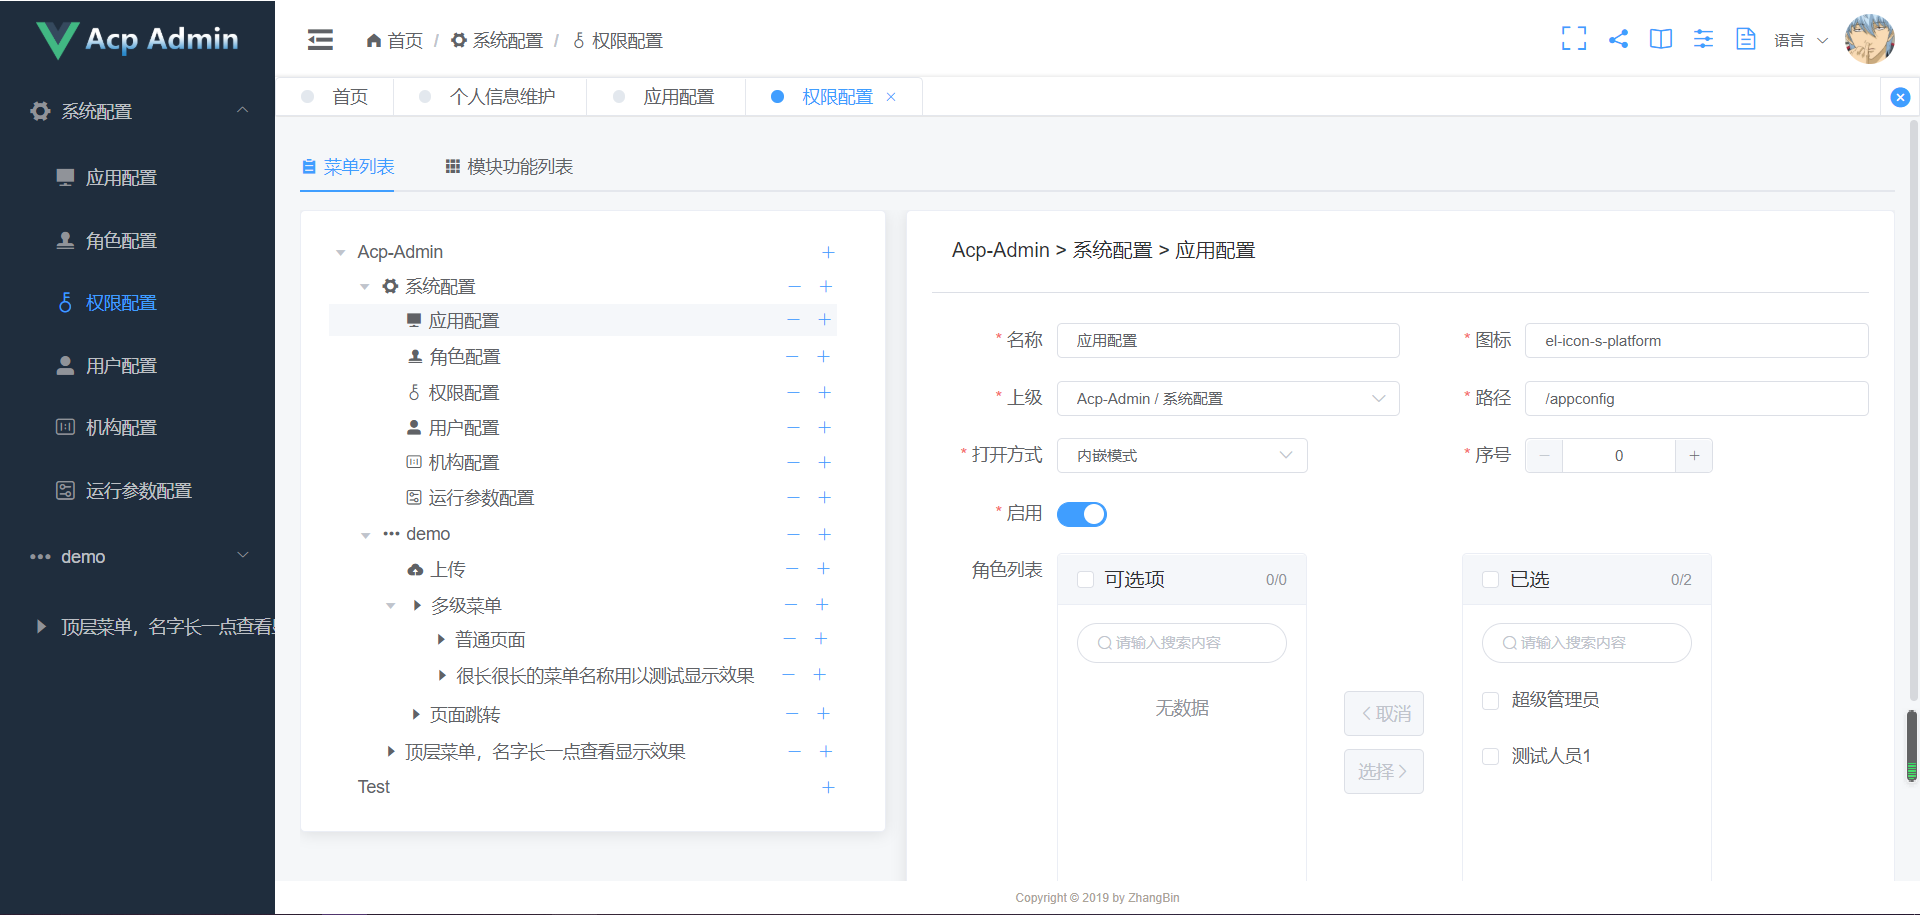 Acp Admin
首页 / 系统配置 / 权限配置
语言
首页
个人信息维护
应用配置
权限配置
系统配置
应用配置
角色配置
权限配置
用户配置
机构配置
运行参数配置
demo
顶层菜单，名字长一点查看
菜单列表
模块功能列表
Acp-Admin
系统配置
应用配置
角色配置
权限配置
用户配置
机构配置
运行参数配置
demo
上传
多级菜单
普通页面
很长很长的菜单名称用以测试显示效果
页面跳转
顶层菜单，名字长一点查看显示效果
Test
Acp-Admin > 系统配置 > 应用配置
* 名称 应用配置
* 图标 el-icon-s-platform
* 上级 Acp-Admin / 系统配置
* 路径 /appconfig
* 打开方式 内嵌模式
* 序号 0
* 启用
角色列表
可选项 0/0
请输入搜索内容
无数据
取消
选择
已选 0/2
请输入搜索内容
超级管理员
测试人员1
Copyright © 2019 by ZhangBin